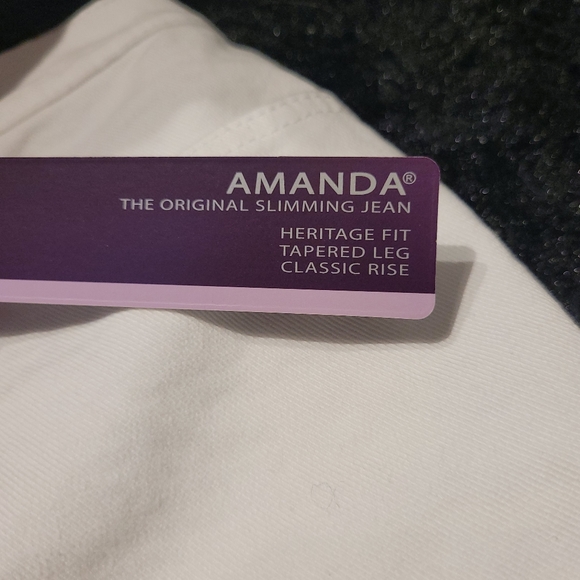 AMANDA®
THE ORIGINAL SLIMMING JEAN
HERITAGE FIT
TAPERED LEG
CLASSIC RISE